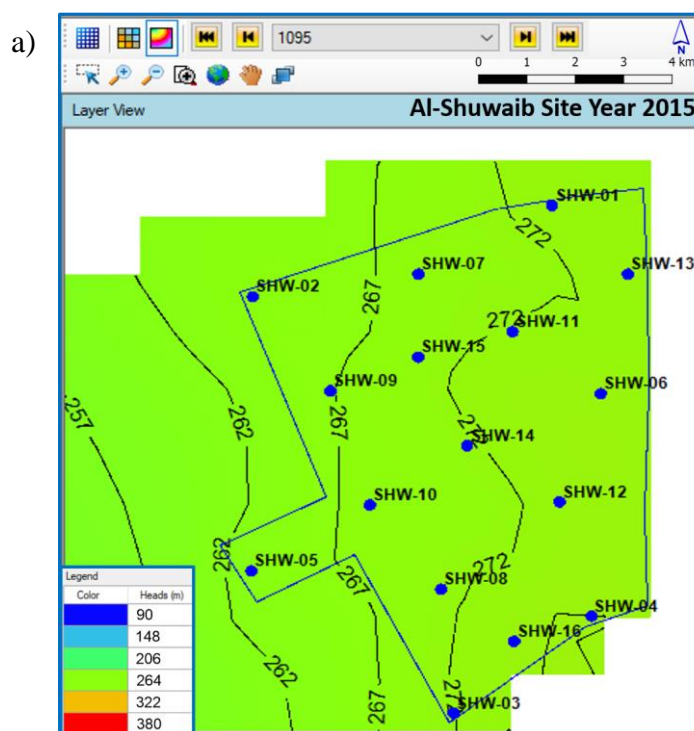 a)
1095
N
0 1 2 3 4 km
Layer View
Al-Shuwaib Site Year 2015
SHW-01
272
SHW-07
SHW-13
SHW-02
267
272
SHW-11
SHW-15
SHW-09
SHW-06
257
262
267
272
SHW-14
SHW-10
SHW-12
262
SHW-05
267
272
SHW-08
SHW-04
SHW-16
262
267
272
SHW-03
Legend
Color Heads (m)
90
148
206
264
322
380